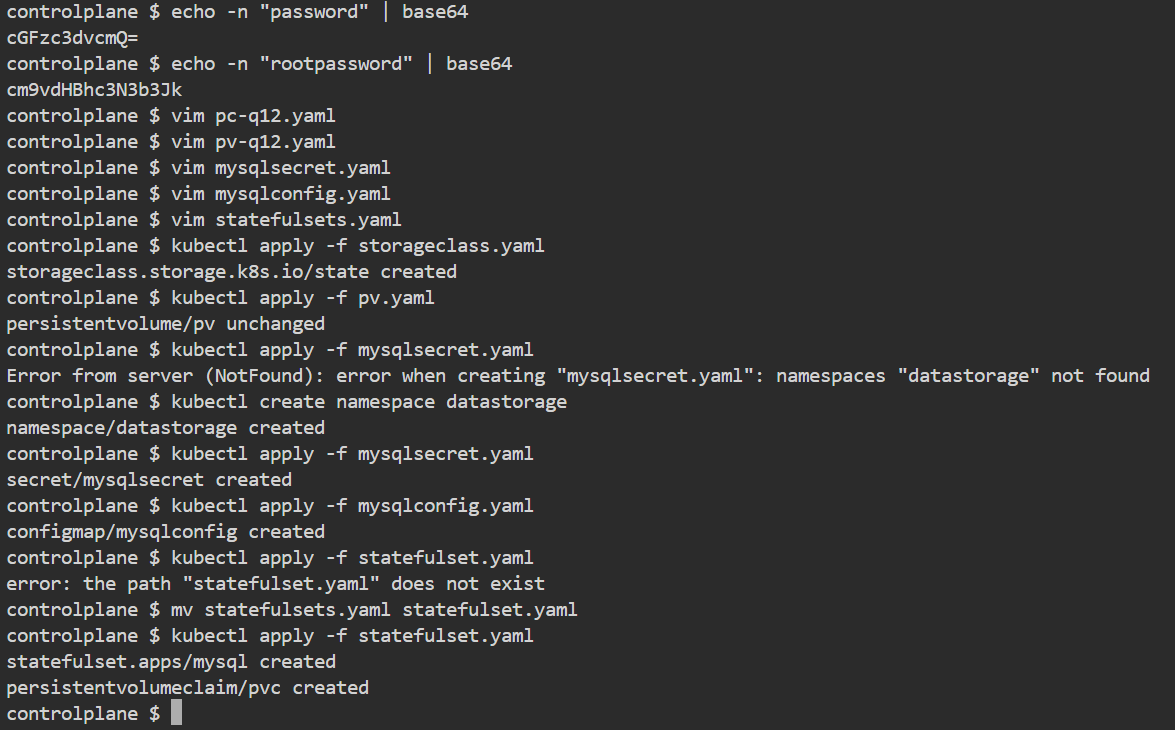 controlplane $ echo -n "password" | base64
cGFzc3dvcmQ=
controlplane $ echo -n "rootpassword" | base64
cm9vdHBhc3N3b3Jk
controlplane $ vim pc-q12.yaml
controlplane $ vim pv-q12.yaml
controlplane $ vim mysqlsecret.yaml
controlplane $ vim mysqlconfig.yaml
controlplane $ vim statefulsets.yaml
controlplane $ kubectl apply -f storageclass.yaml
storageclass.storage.k8s.io/state created
controlplane $ kubectl apply -f pv.yaml
persistentvolume/pv unchanged
controlplane $ kubectl apply -f mysqlsecret.yaml
Error from server (NotFound): error when creating "mysqlsecret.yaml": namespaces "datastorage" not found
controlplane $ kubectl create namespace datastorage
namespace/datastorage created
controlplane $ kubectl apply -f mysqlsecret.yaml
secret/mysqlsecret created
controlplane $ kubectl apply -f mysqlconfig.yaml
configmap/mysqlconfig created
controlplane $ kubectl apply -f statefulset.yaml
error: the path "statefulset.yaml" does not exist
controlplane $ mv statefulsets.yaml statefulset.yaml
controlplane $ kubectl apply -f statefulset.yaml
statefulset.apps/mysql created
persistentvolumeclaim/pvc created
controlplane $